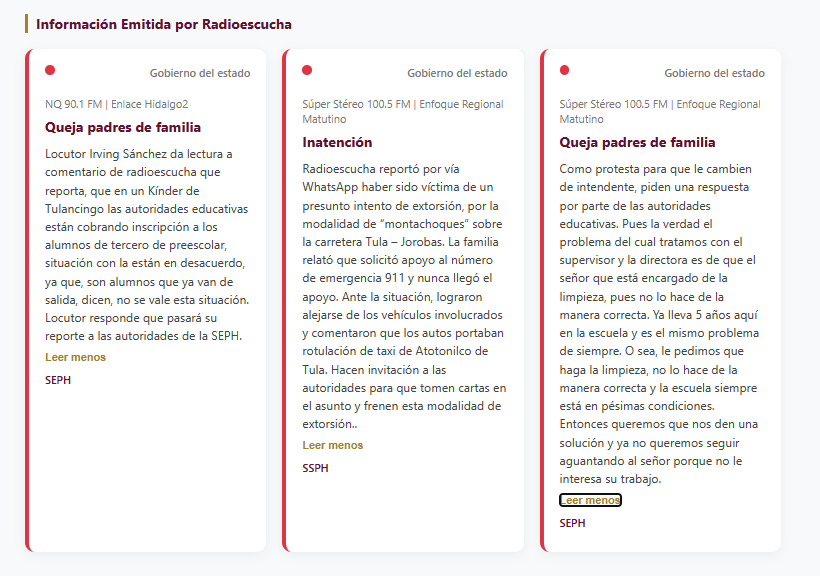 Información Emitida por Radioescucha
Gobierno del estado
NQ 90.1 FM | Enlace Hidalgo2
Queja padres de familia
Locutor Irving Sánchez da lectura a
comentario de radioescucha que
reporta, que en un Kínder de
Tulancingo las autoridades educativas
están cobrando inscripción a los
alumnos de tercero de preescolar,
situación con la están en desacuerdo,
ya que, son alumnos que ya van de
salida, dicen, no se vale esta situación.
Locutor responde que pasará su
reporte a las autoridades de la SEPH.
Leer menos
SEPH
Gobierno del estado
Súper Stéreo 100.5 FM | Enfoque Regional
Matutino
Inatención
Radioescucha reportó por vía
WhatsApp haber sido víctima de un
presunto intento de extorsión, por la
modalidad de “montachoques” sobre
la carretera Tula – Jorobas. La familia
relató que solicitó apoyo al número
de emergencia 911 y nunca llegó el
apoyo. Ante la situación, lograron
alejarse de los vehículos involucrados
y comentaron que los autos portaban
rotulación de taxi de Atotonilco de
Tula. Hacen invitación a las
autoridades para que tomen cartas en
el asunto y frenen esta modalidad de
extorsión..
Leer menos
SSPH
Gobierno del estado
Súper Stéreo 100.5 FM | Enfoque Regional
Matutino
Queja padres de familia
Como protesta para que le cambien
de intendente, piden una respuesta
por parte de las autoridades
educativas. Pues la verdad el
problema del cual tratamos con el
supervisor y la directora es de que el
señor que está encargado de la
limpieza, pues no lo hace de la
manera correcta. Ya lleva 5 años aquí
en la escuela y es el mismo problema
de siempre. O sea, le pedimos que
haga la limpieza, no lo hace de la
manera correcta y la escuela siempre
está en pésimas condiciones.
Entonces queremos que nos den una
solución y ya no queremos seguir
aguantando al señor porque no le
interesa su trabajo.
Leer menos
SEPH